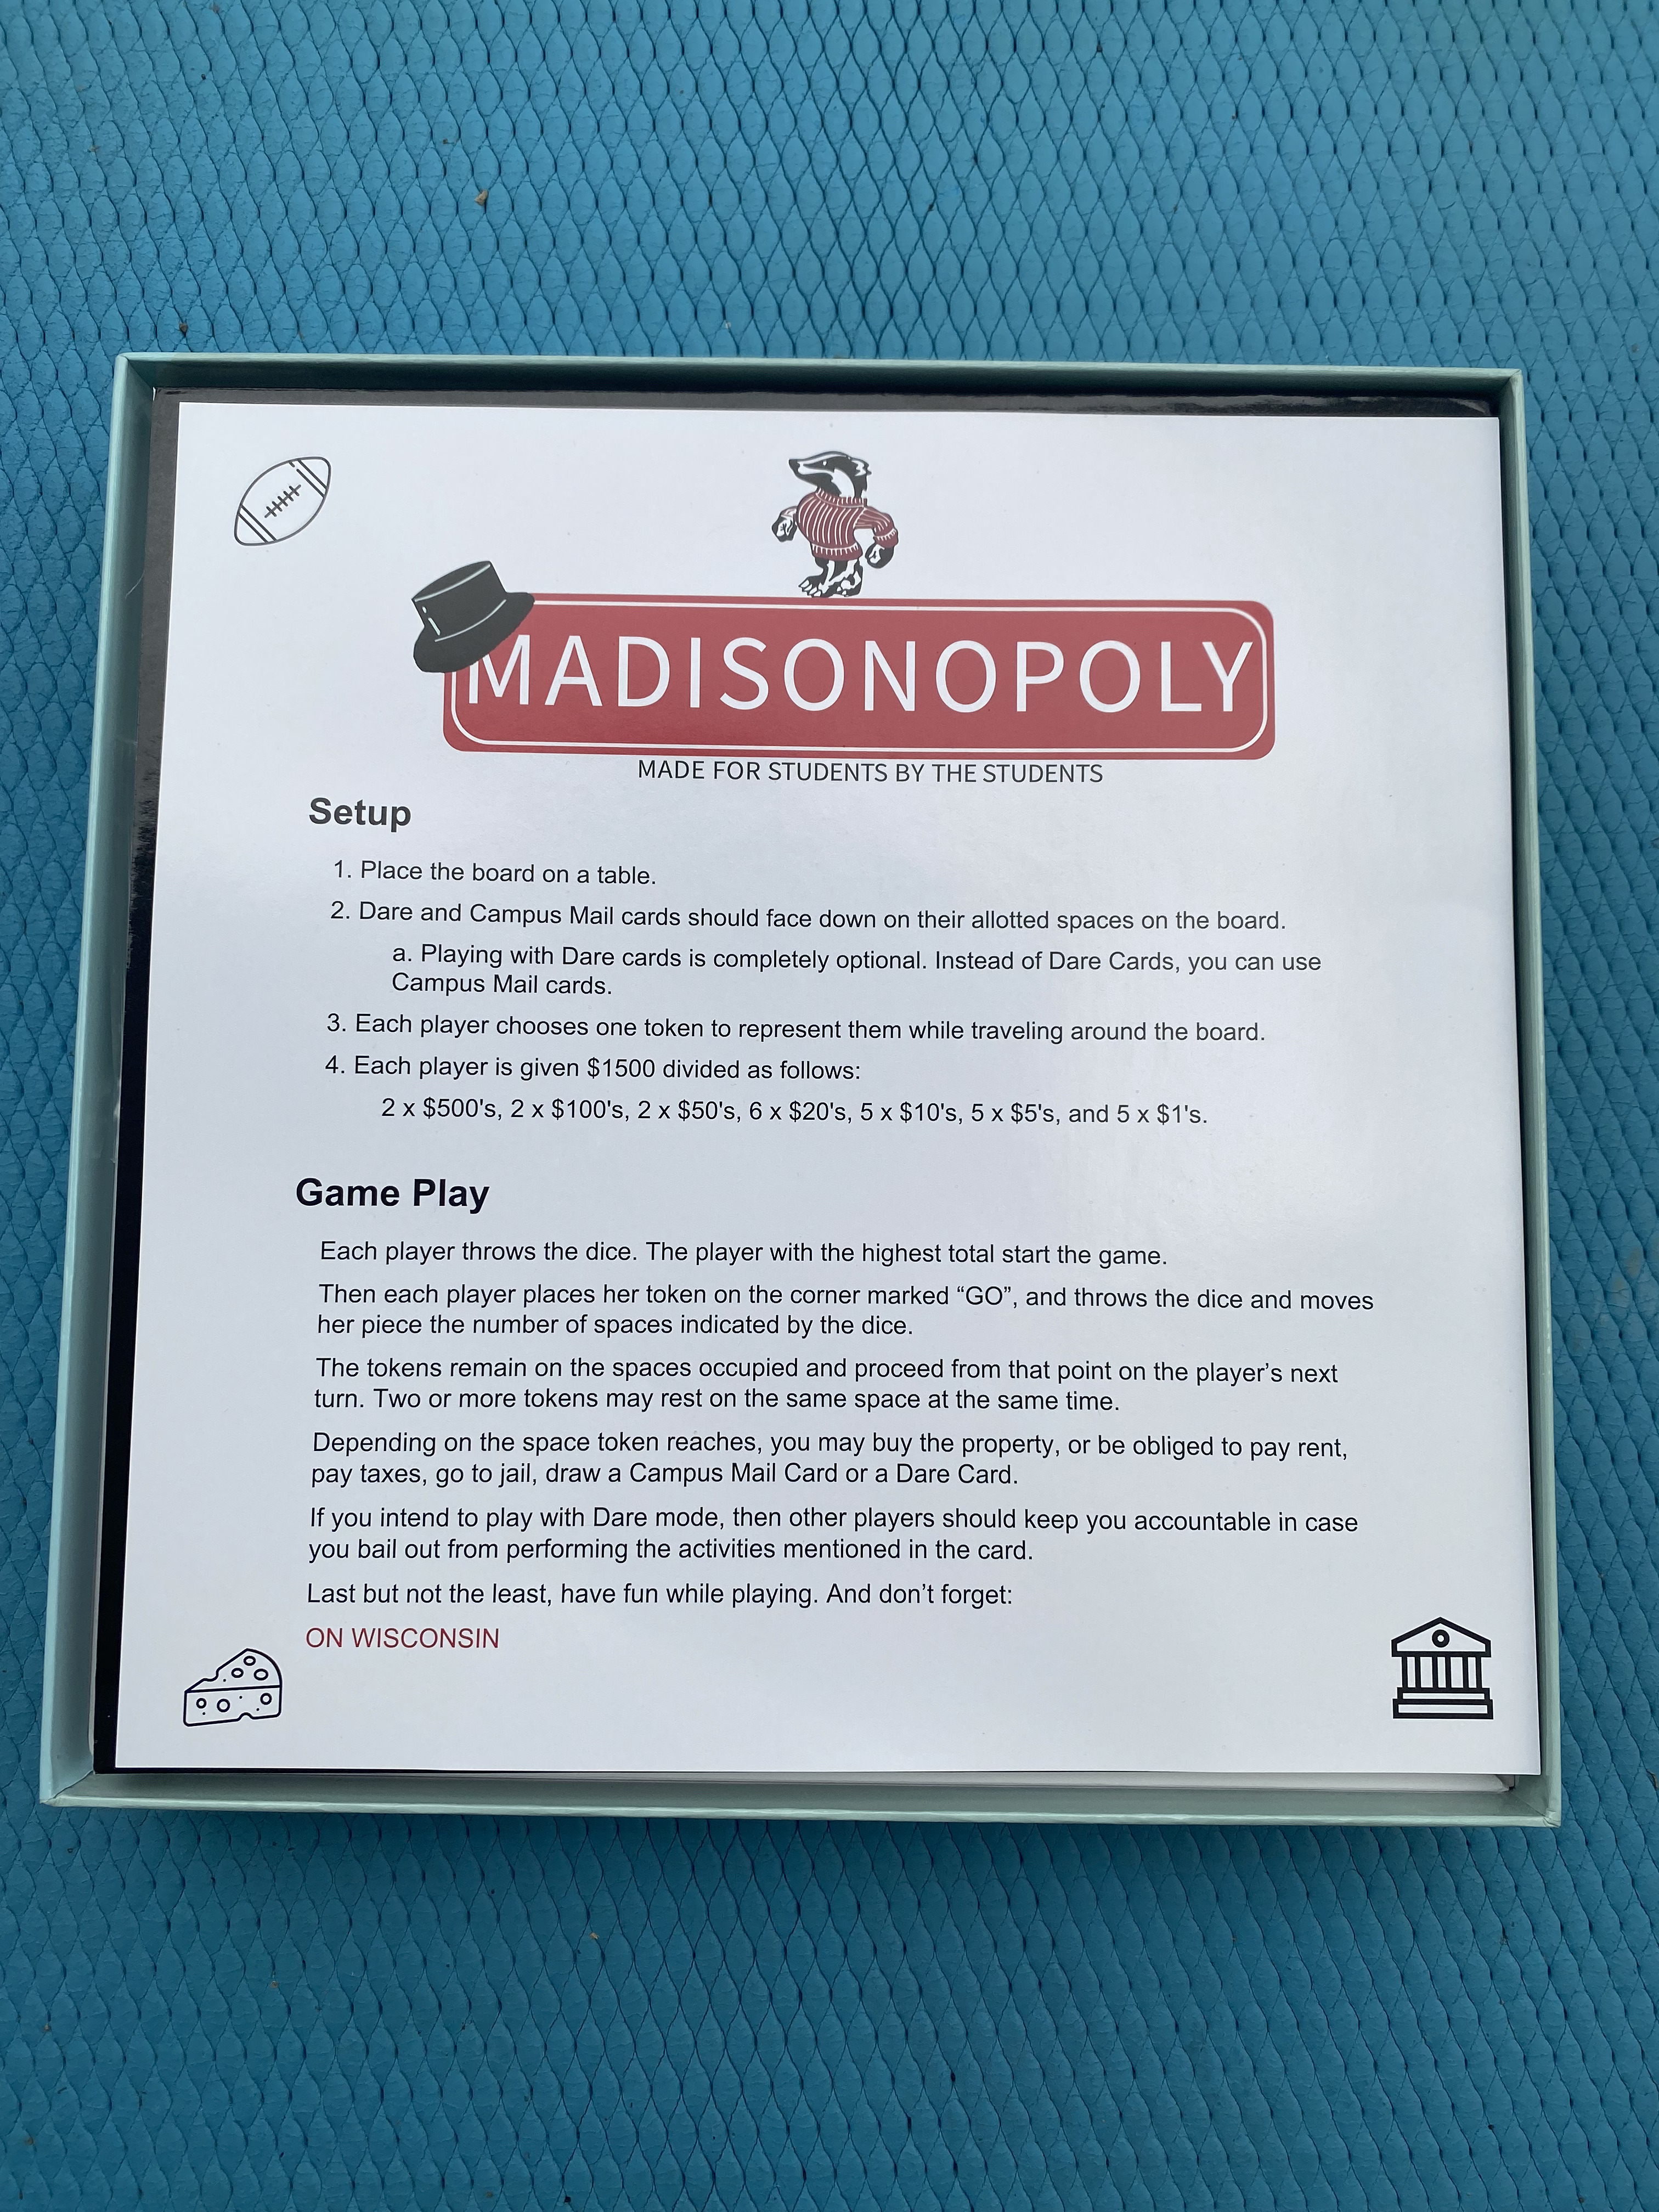 MADISONOPOLY
MADE FOR STUDENTS BY THE STUDENTS
Setup
1. Place the board on a table.
2. Dare and Campus Mail cards should face down on their allotted spaces on the board.
a. Playing with Dare cards is completely optional. Instead of Dare Cards, you can use
Campus Mail cards.
3. Each player chooses one token to represent them while traveling around the board.
4. Each player is given $1500 divided as follows:
2 x $500's, 2 x $100's, 2 x $50's, 6 x $20's, 5 x $10's, 5 x $5's, and 5 x $1's.
Game Play
Each player throws the dice. The player with the highest total start the game.
Then each player places her token on the corner marked “GO”, and throws the dice and moves
her piece the number of spaces indicated by the dice.
The tokens remain on the spaces occupied and proceed from that point on the player’s next
turn. Two or more tokens may rest on the same space at the same time.
Depending on the space token reaches, you may buy the property, or be obliged to pay rent,
pay taxes, go to jail, draw a Campus Mail Card or a Dare Card.
If you intend to play with Dare mode, then other players should keep you accountable in case
you bail out from performing the activities mentioned in the card.
Last but not the least, have fun while playing. And don’t forget:
ON WISCONSIN